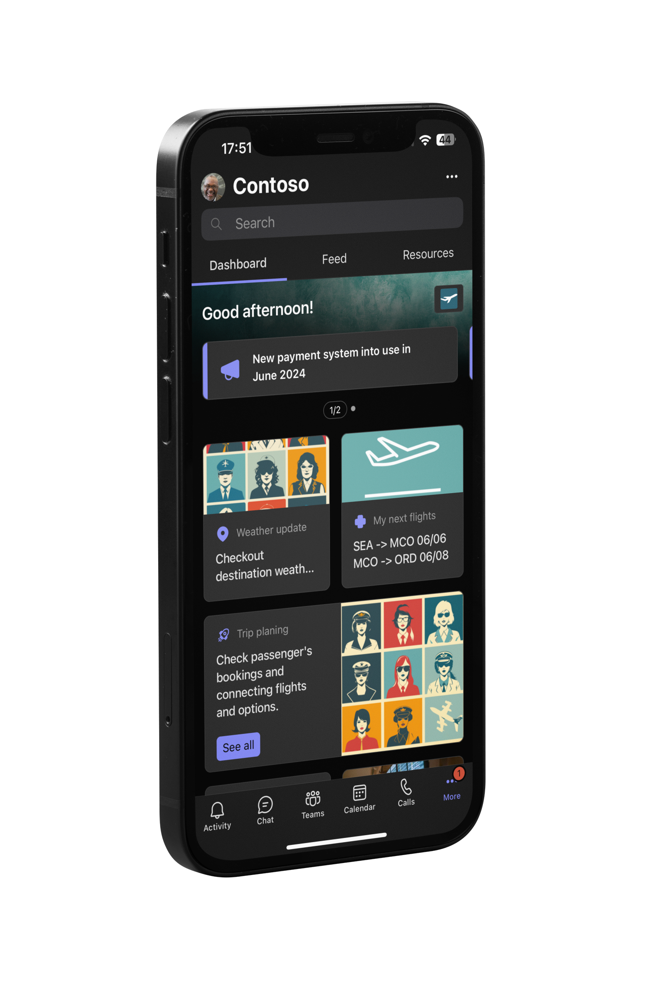 17:51
44
Contoso
Search
Dashboard
Feed
Resources
Good afternoon!
New payment system into use in
June 2024
1/2
Weather update
Checkout
destination weath...
My next flights
SEA -> MCO 06/06
MCO -> ORD 06/08
Trip planing
Check passenger's
bookings and
connecting flights
and options.
See all
1
Activity
Chat
Teams
Calendar
Calls
More